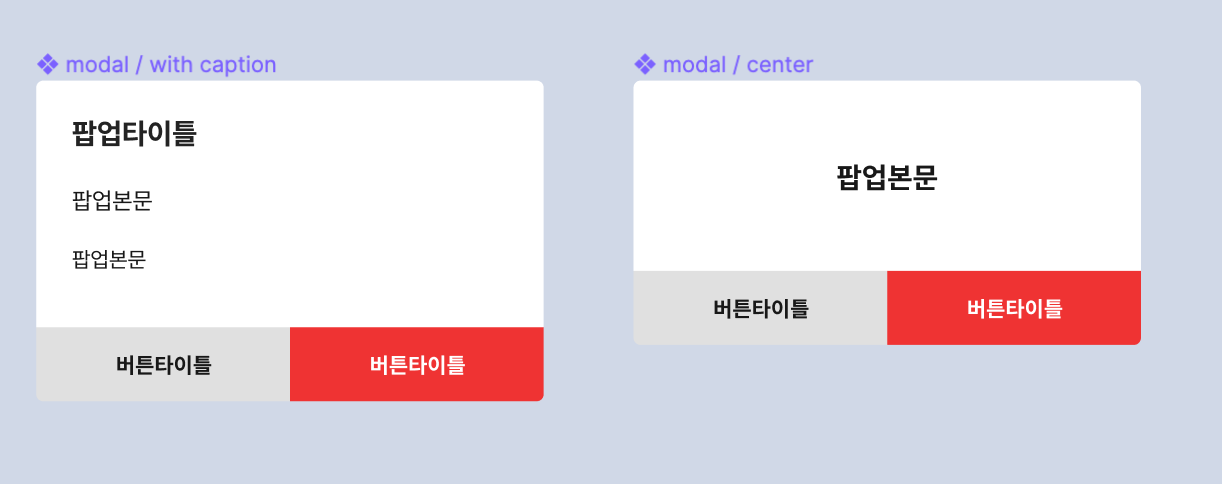 modal / with caption
팝업타이틀
팝업본문
팝업본문
버튼타이틀
버튼타이틀
modal / center
팝업본문
버튼타이틀
버튼타이틀